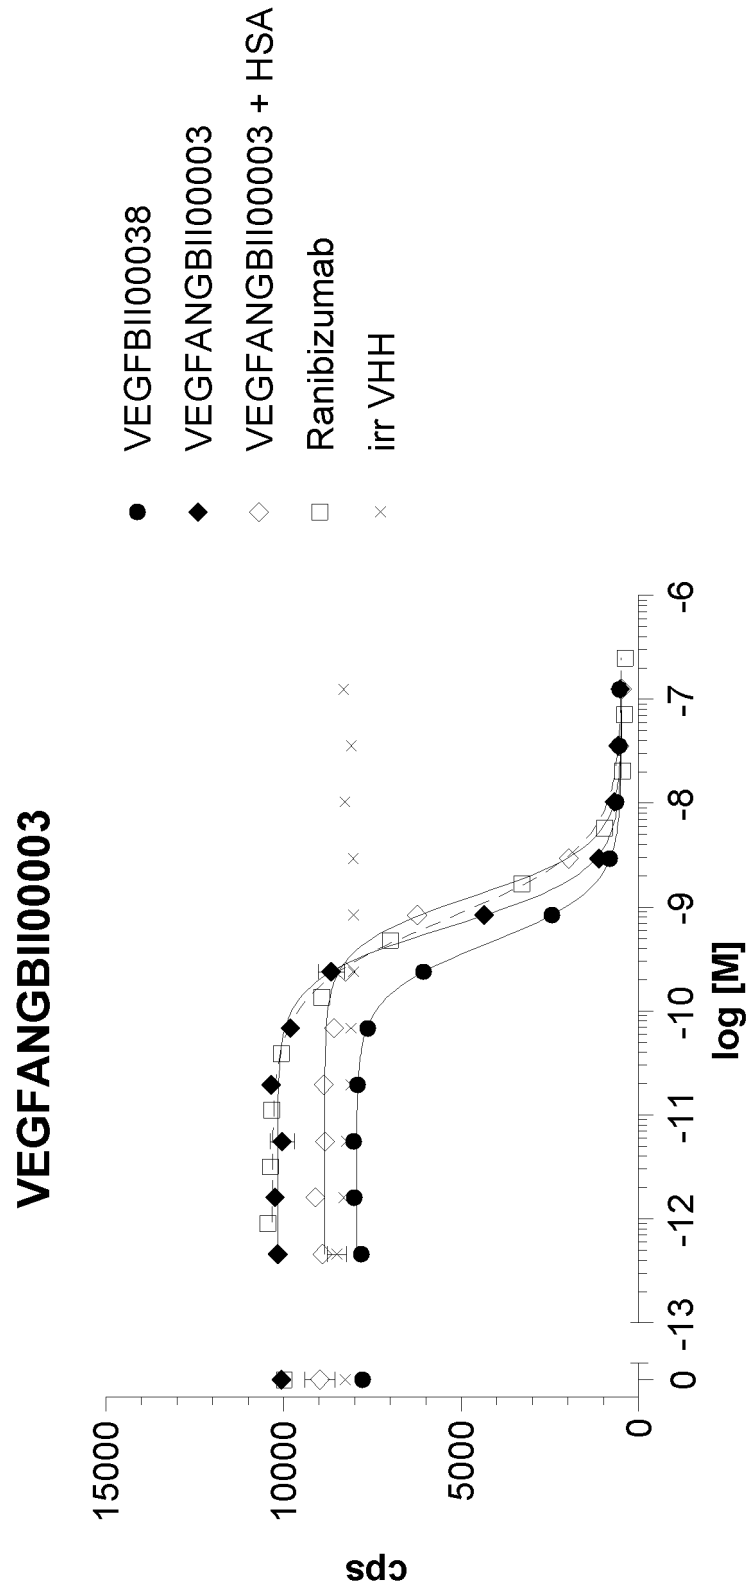 VEGFANGBII00003
VEGFBII00038
VEGFANGBII00003
VEGFANGBII00003 + HSA
Ranibizumab
irr VHH
15000
10000
5000
0
cps
0
-13
-12
-11
-10
-9
-8
-7
-6
log [M]